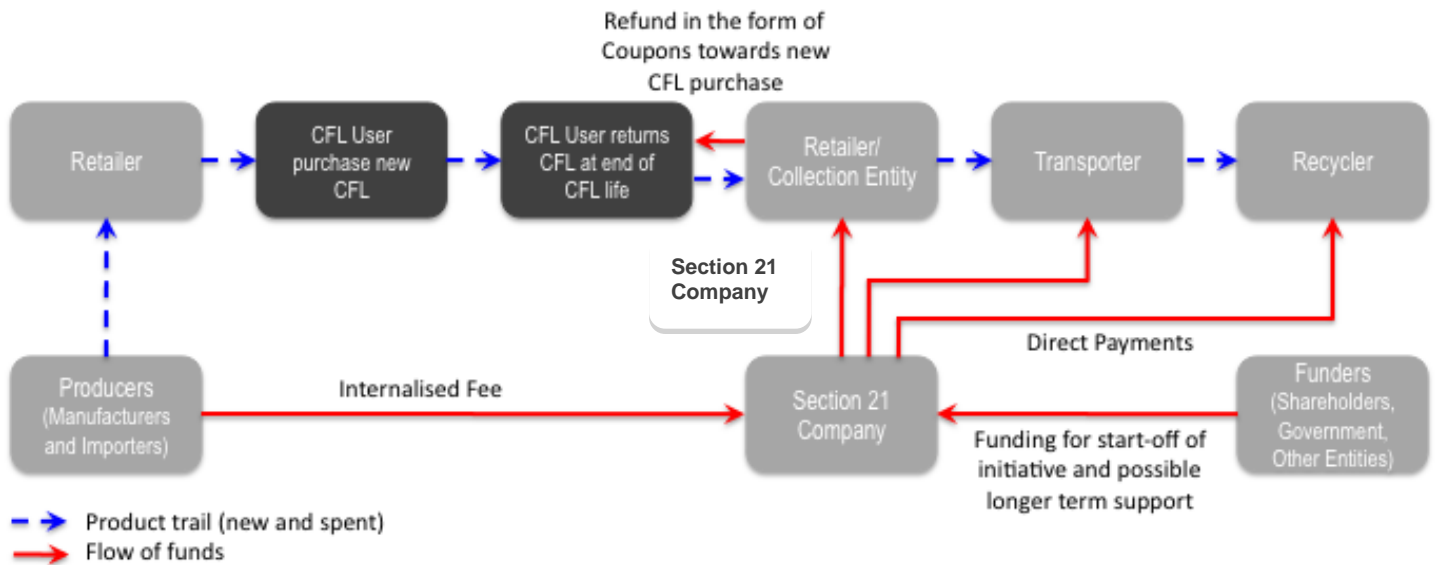 Refund in the form of
Coupons towards new
CFL purchase
Retailer
CFL User
purchase new
CFL
CFL User returns
CFL at end of
CFL life
Retailer/
Collection Entity
Transporter
Recycler
Section 21
Company
Direct Payments
Producers
(Manufacturers
and Importers)
Internalised Fee
Section 21
Company
Funding for start-off of
initiative and possible
longer term support
Funders
(Shareholders,
Government,
Other Entities)
Product trail (new and spent)
Flow of funds